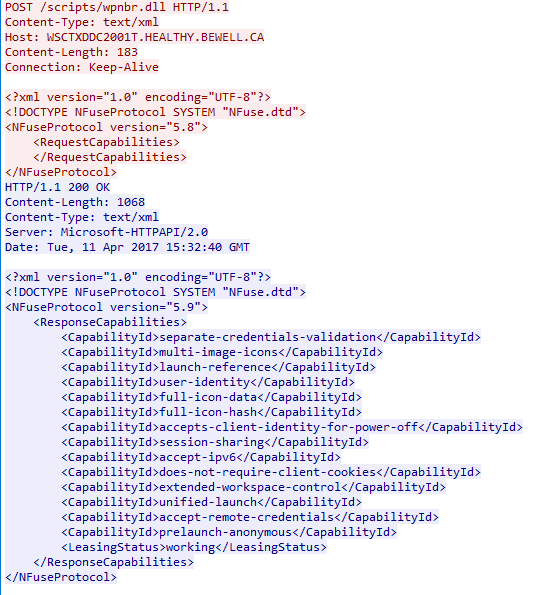 POST /scripts/wpnbr.dll HTTP/1.1
Content-Type: text/xml
Host: WSCTXDDC2001T.HEALTHY.BEWELL.CA
Content-Length: 183
Connection: Keep-Alive

<?xml version="1.0" encoding="UTF-8"?>
<!DOCTYPE NFuseProtocol SYSTEM "NFuse.dtd">
<NFuseProtocol version="5.8">
    <RequestCapabilities>
    </RequestCapabilities>
</NFuseProtocol>
HTTP/1.1 200 OK
Content-Length: 1068
Content-Type: text/xml
Server: Microsoft-HTTPAPI/2.0
Date: Tue, 11 Apr 2017 15:32:40 GMT

<?xml version="1.0" encoding="UTF-8"?>
<!DOCTYPE NFuseProtocol SYSTEM "NFuse.dtd">
<NFuseProtocol version="5.9">
    <ResponseCapabilities>
        <CapabilityId>separate-credentials-validation</CapabilityId>
        <CapabilityId>multi-image-icons</CapabilityId>
        <CapabilityId>launch-reference</CapabilityId>
        <CapabilityId>user-identity</CapabilityId>
        <CapabilityId>full-icon-data</CapabilityId>
        <CapabilityId>full-icon-hash</CapabilityId>
        <CapabilityId>accepts-client-identity-for-power-off</CapabilityId>
        <CapabilityId>session-sharing</CapabilityId>
        <CapabilityId>accept-ipv6</CapabilityId>
        <CapabilityId>does-not-require-client-cookies</CapabilityId>
        <CapabilityId>extended-workspace-control</CapabilityId>
        <CapabilityId>unified-launch</CapabilityId>
        <CapabilityId>accept-remote-credentials</CapabilityId>
        <CapabilityId>prelaunch-anonymous</CapabilityId>
        <LeasingStatus>working</LeasingStatus>
    </ResponseCapabilities>
</NFuseProtocol>